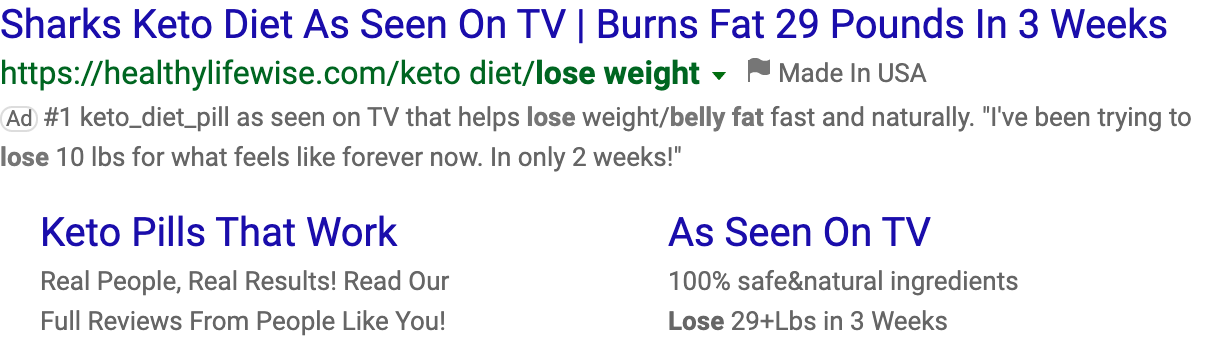 Sharks Keto Diet As Seen On TV | Burns Fat 29 Pounds In 3 Weeks
https://healthylifewise.com/keto diet/lose weight Made In USA
Ad #1 keto_diet_pill as seen on TV that helps lose weight/belly fat fast and naturally. "I've been trying to
lose 10 lbs for what feels like forever now. In only 2 weeks!"
Keto Pills That Work
Real People, Real Results! Read Our
Full Reviews From People Like You!
As Seen On TV
100% safe&natural ingredients
Lose 29+Lbs in 3 Weeks